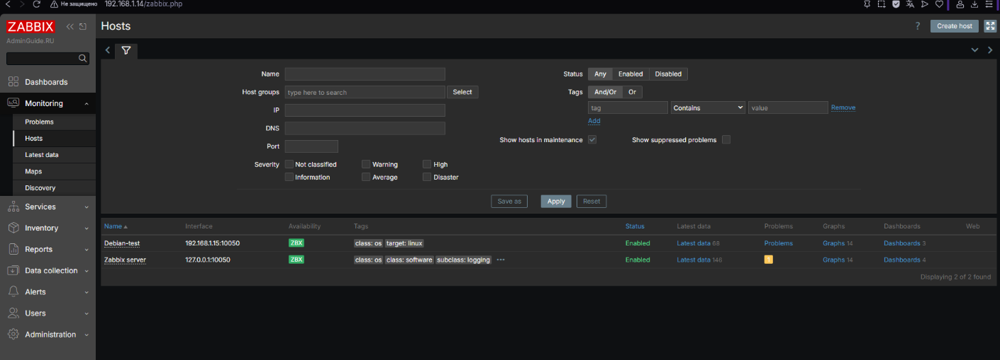 Не защищено 192.168.1.14/zabbix.php
ZABBIX
AdminGuide.RU
Dashboards
Monitoring
Problems
Hosts
Latest data
Maps
Discovery
Services
Inventory
Reports
Data collection
Alerts
Users
Administration
Hosts
? Create host
Name
Host groups type here to search Select
IP
DNS
Port
Severity Not classified Warning High
Information Average Disaster
Status Any Enabled Disabled
Tags And/Or Or
tag Contains value Remove
Add
Show hosts in maintenance Show suppressed problems
Save as Apply Reset
Name Interface Availability Tags Status Latest data Problems Graphs Dashboards Web
Debian-test 192.168.1.15:10050 ZBX class: os target: linux Enabled Latest data 68 Problems Graphs 14 Dashboards 3
Zabbix server 127.0.0.1:10050 ZBX class: os class: software subclass: logging ••• Enabled Latest data 146 1 Graphs 14 Dashboards 4
Displaying 2 of 2 found